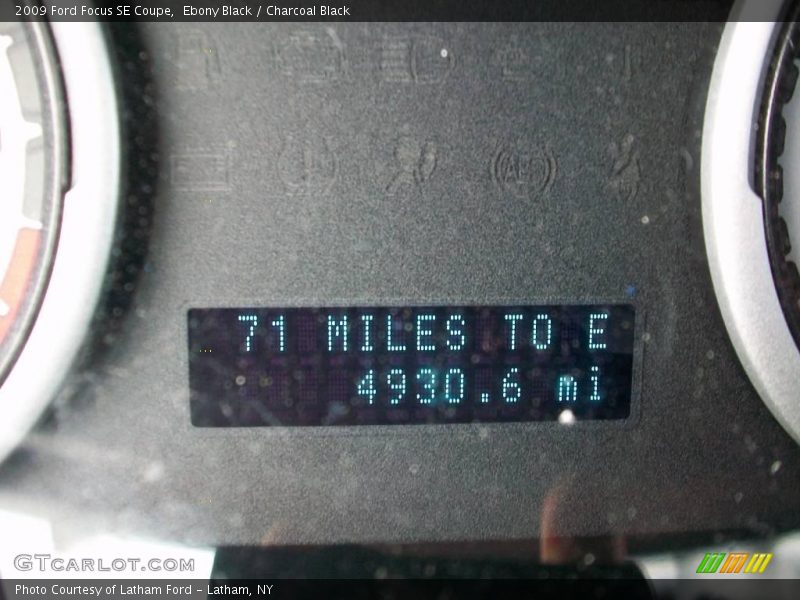 2009 Ford Focus SE Coupe,  Ebony Black / Charcoal Black
ABS
71 MILES TO E
4930.6 mi
GTCARLOT.COM
Photo Courtesy of Latham Ford - Latham, NY